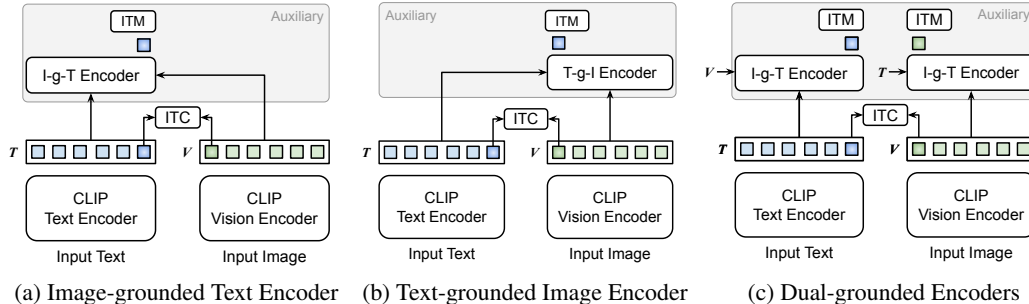 ITM
Auxiliary
I-g-T Encoder
ITC
T
V
CLIP
Text Encoder
CLIP
Vision Encoder
Input Text
Input Image
(a) Image-grounded Text Encoder
Auxiliary
ITM
T-g-I Encoder
ITC
T
V
CLIP
Text Encoder
CLIP
Vision Encoder
Input Text
Input Image
(b) Text-grounded Image Encoder
ITM
ITM
Auxiliary
V
I-g-T Encoder
T
I-g-T Encoder
ITC
T
V
CLIP
Text Encoder
CLIP
Vision Encoder
Input Text
Input Image
(c) Dual-grounded Encoders